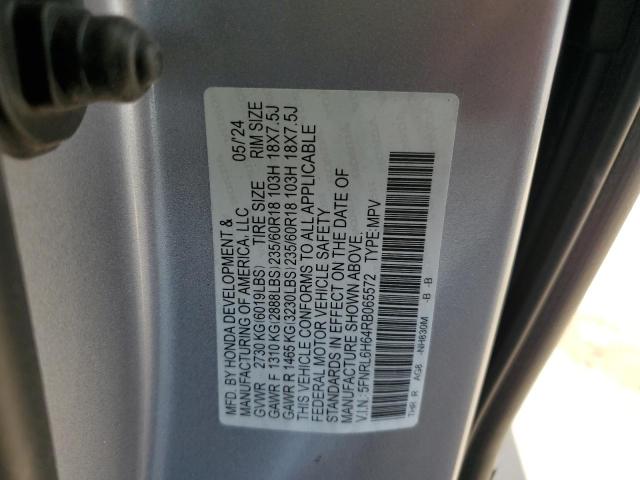 MFD. BY HONDA DEVELOPMENT &
MANUFACTURING OF AMERICA, LLC 05/24
GVWR 2730 KG(6019LBS) TIRE SIZE RIM SIZE
GAWR F 1310 KG(2888LBS)235/60R18 103H 18X7.5J
GAWR R 1465 KG(3230LBS)235/60R18 103H 18X7.5J
THIS VEHICLE CONFORMS TO ALL APPLICABLE
FEDERAL MOTOR VEHICLE SAFETY
STANDARDS IN EFFECT ON THE DATE OF
MANUFACTURE SHOWN ABOVE.
V.I.N.: 5FNRL6H64RB065572 TYPE:MPV
THR R AG8 -NH830M -B -B